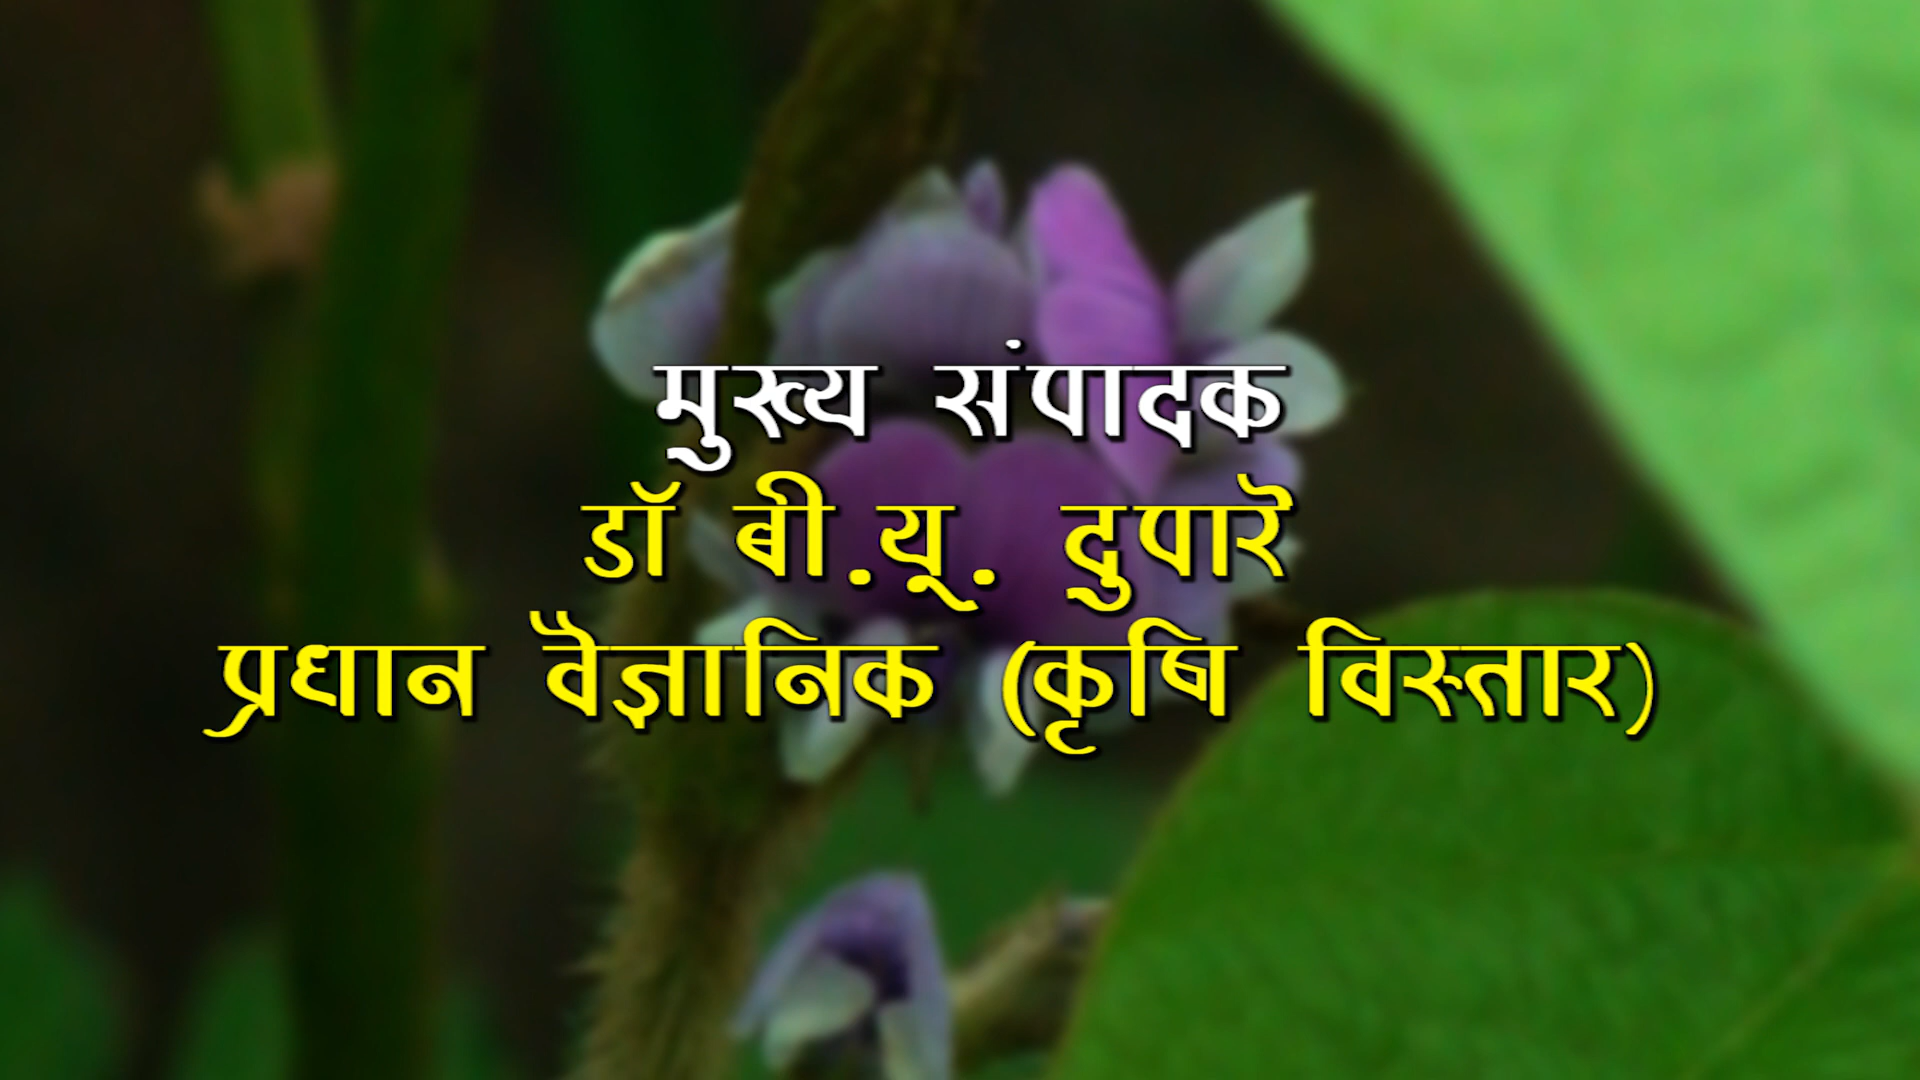 मुख्य संपादक
डॉ बी.यू. दुपारे
प्रधान वैज्ञानिक (कृषि विस्तार)